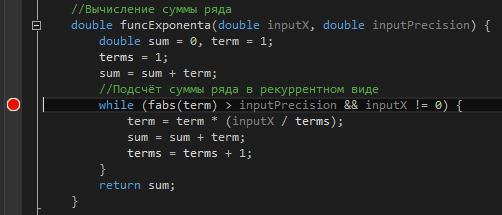 //Вычисление суммы ряда
double funcExponenta(double inputX, double inputPrecision) {
double sum = 0, term = 1;
terms = 1;
sum = sum + term;
//Подсчёт суммы ряда в рекуррентном виде
while (fabs(term) > inputPrecision && inputX != 0) {
term = term * (inputX / terms);
sum = sum + term;
terms = terms + 1;
}
return sum;
}